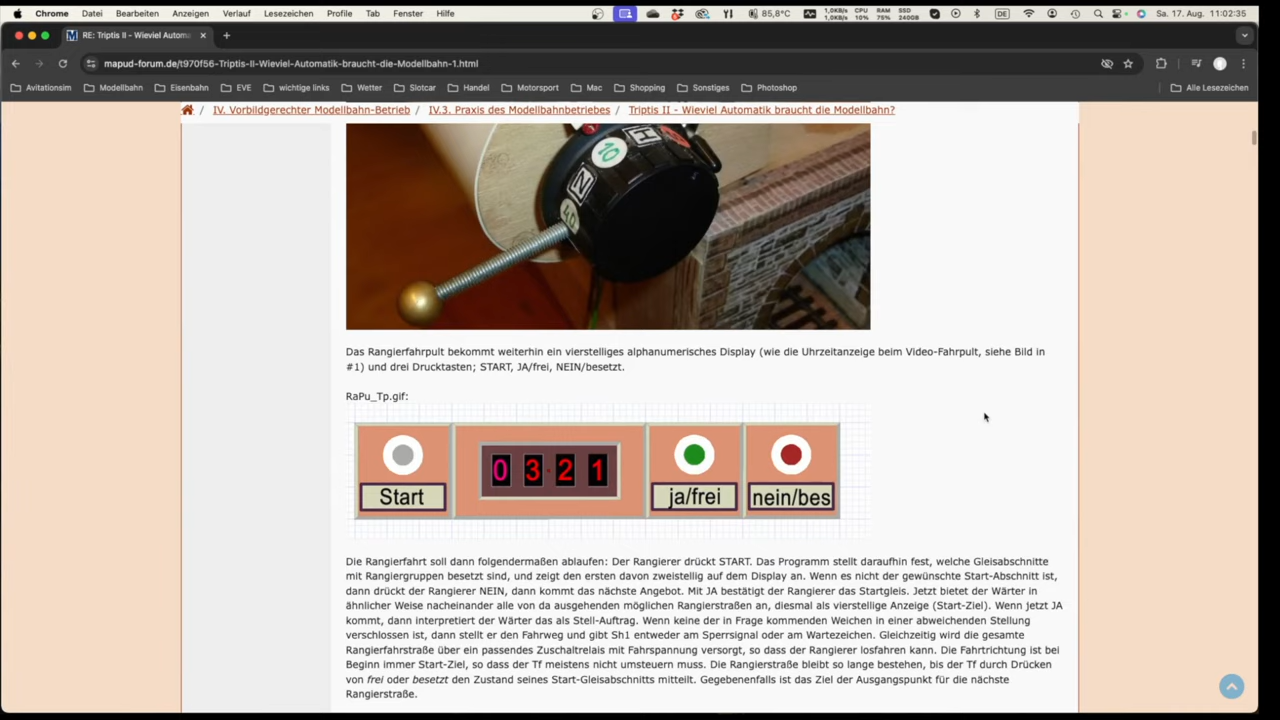 Chrome Datei Bearbeiten Anzeigen Verlauf Lesezeichen Profile Tab Fenster Hilfe 85,8°C 1,0KB/s 1,0KB/s CPU 10% RAM 75% SSD 240GB DE Sa. 17. Aug. 11:02:35
RE: Triptis II – Wieviel Autom
mapud-forum.de/t970f56-Triptis-II-Wieviel-Automatik-braucht-die-Modellbahn-1.html
Avitationsim Modellbahn Eisenbahn EVE wichtige links Wetter Slotcar Handel Motorsport Mac Shopping Sonstiges Photoshop Alle Lesezeichen
/ IV. Vorbildgerechter Modellbahn-Betrieb / IV.3. Praxis des Modellbahnbetriebes / Triptis II - Wieviel Automatik braucht die Modellbahn?
H
10
N
40
Das Rangierfahrpult bekommt weiterhin ein vierstelliges alphanumerisches Display (wie die Uhrzeitanzeige beim Video-Fahrpult, siehe Bild in
#1) und drei Drucktasten; START, JA/frei, NEIN/besetzt.
RaPu_Tp.gif:
0 3 2 1
Start ja/frei nein/bes
Die Rangierfahrt soll dann folgendermaßen ablaufen: Der Rangierer drückt START. Das Programm stellt daraufhin fest, welche Gleisabschnitte
mit Rangiergruppen besetzt sind, und zeigt den ersten davon zweistellig auf dem Display an. Wenn es nicht der gewünschte Start-Abschnitt ist,
dann drückt der Rangierer NEIN, dann kommt das nächste Angebot. Mit JA bestätigt der Rangierer das Startgleis. Jetzt bietet der Wärter in
ähnlicher Weise nacheinander alle von da ausgehenden möglichen Rangierstraßen an, diesmal als vierstellige Anzeige (Start-Ziel). Wenn jetzt JA
kommt, dann interpretiert der Wärter das als Stell-Auftrag. Wenn keine der in Frage kommenden Weichen in einer abweichenden Stellung
verschlossen ist, dann stellt er den Fahrweg und gibt Sh1 entweder am Sperrsignal oder am Wartezeichen. Gleichzeitig wird die gesamte
Rangierfahrstraße über ein passendes Zuschaltrelais mit Fahrspannung versorgt, so dass der Rangierer losfahren kann. Die Fahrtrichtung ist bei
Beginn immer Start-Ziel, so dass der Tf meistens nicht umsteuern muss. Die Rangierstraße bleibt so lange bestehen, bis der Tf durch Drücken
von frei oder besetzt den Zustand seines Start-Gleisabschnitts mitteilt. Gegebenenfalls ist das Ziel der Ausgangspunkt für die nächste
Rangierstraße.